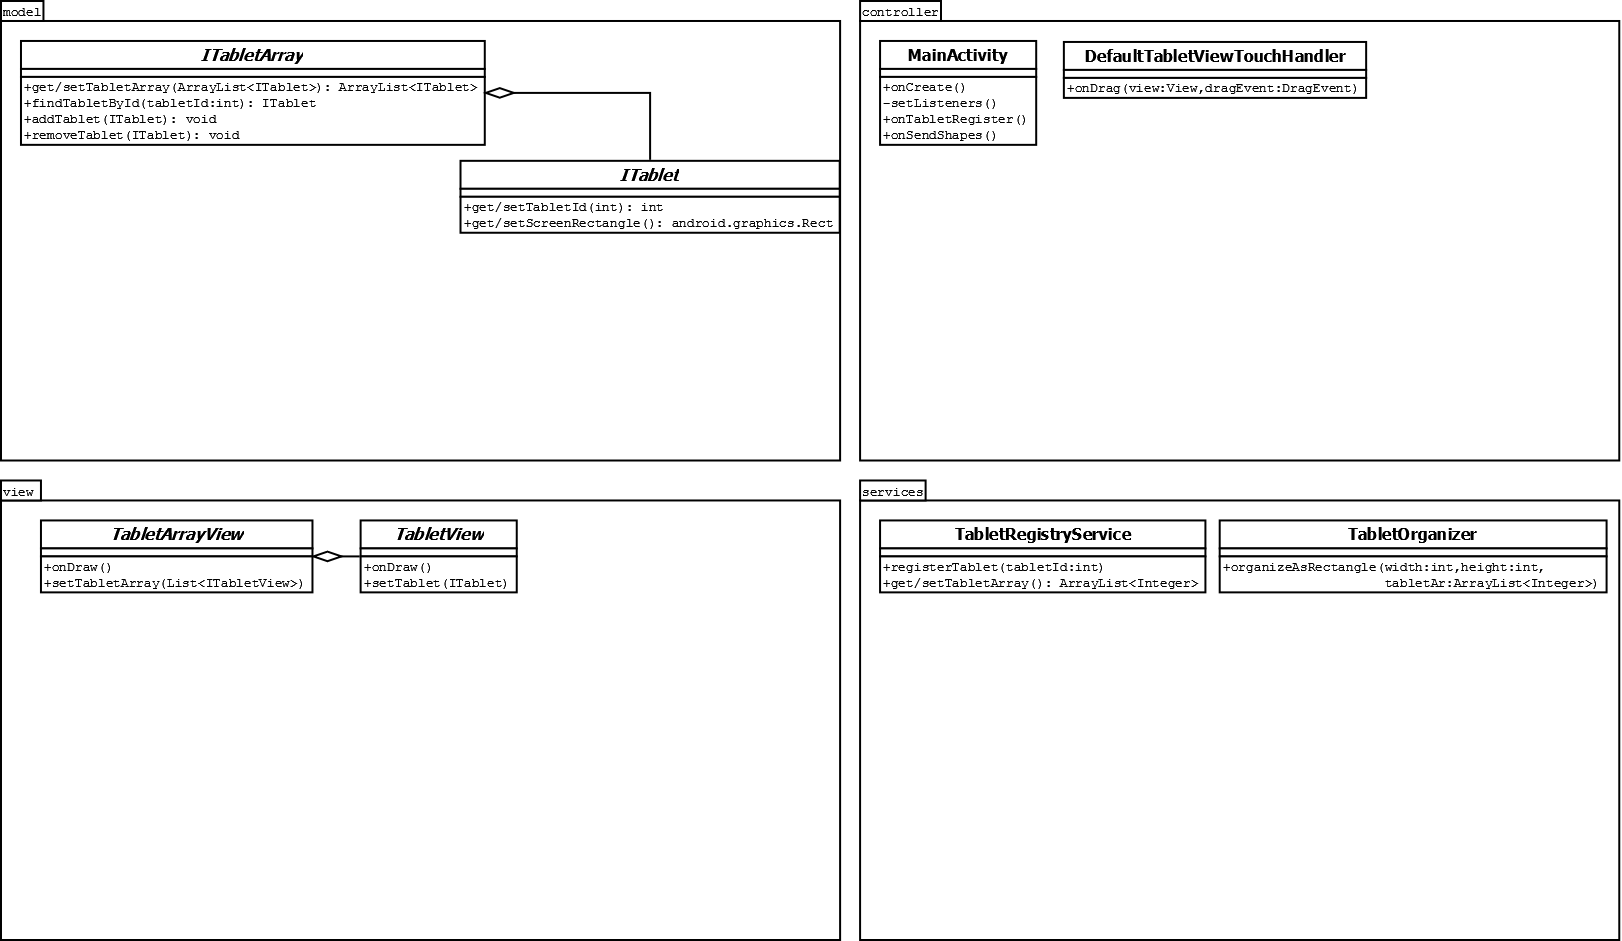 model
ITabletArray
+get/setTabletArray(ArrayList<ITablet>): ArrayList<ITablet>
+findTabletById(tabletId:int): ITablet
+addTablet(ITablet): void
+removeTablet(ITablet): void
ITablet
+get/setTabletId(int): int
+get/setScreenRectangle(): android.graphics.Rect
controller
MainActivity
+onCreate()
-setListeners()
+onTabletRegister()
+onSendShapes()
DefaultTabletViewTouchHandler
+onDrag(view:View,dragEvent:DragEvent)
view
TabletArrayView
+onDraw()
+setTabletArray(List<ITabletView>)
TabletView
+onDraw()
+setTablet(ITablet)
services
TabletRegistryService
+registerTablet(tabletId:int)
+get/setTabletArray(): ArrayList<Integer>
TabletOrganizer
+organizeAsRectangle(width:int,height:int,
tabletAr:ArrayList<Integer>)